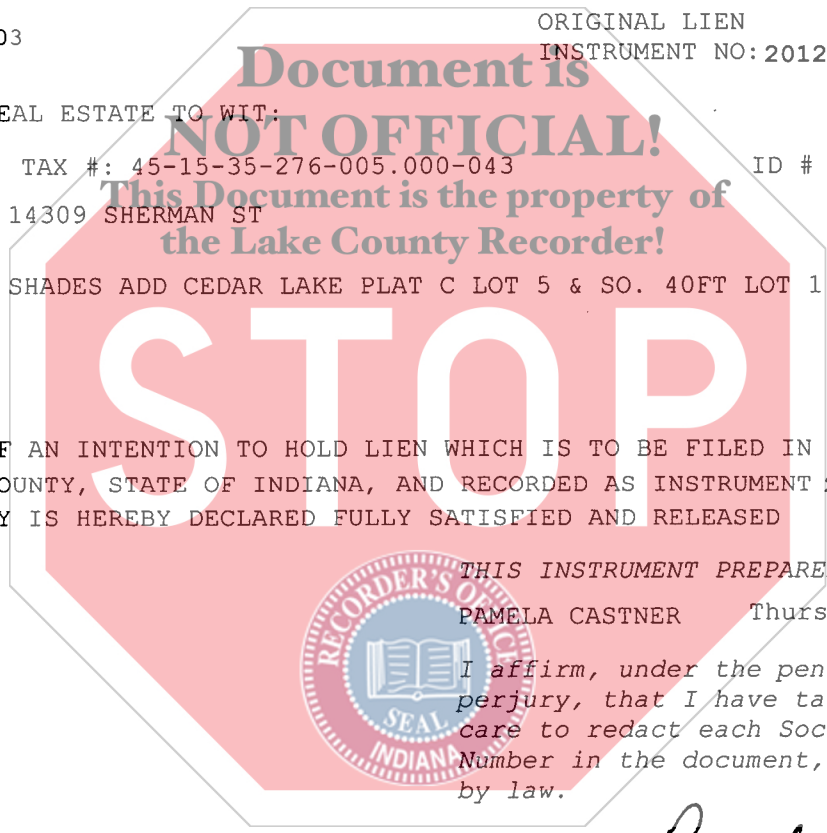 03
ORIGINAL LIEN
INSTRUMENT NO: 2012
Document is
EAL ESTATE TO WIT:
NOT OFFICIAL!
TAX #: 45-15-35-276-005.000-043 ID #
This Document is the property of
14309 SHERMAN ST
the Lake County Recorder!
SHADES ADD CEDAR LAKE PLAT C LOT 5 & SO. 40FT LOT 1
STOP
F AN INTENTION TO HOLD LIEN WHICH IS TO BE FILED IN
OUNTY, STATE OF INDIANA, AND RECORDED AS INSTRUMENT
Y IS HEREBY DECLARED FULLY SATISFIED AND RELEASED
RECORDER'S OFFICE
SEAL
INDIANA
THIS INSTRUMENT PREPARE
PAMELA CASTNER Thurs
I affirm, under the pen
perjury, that I have ta
care to redact each Soc
Number in the document,
by law.